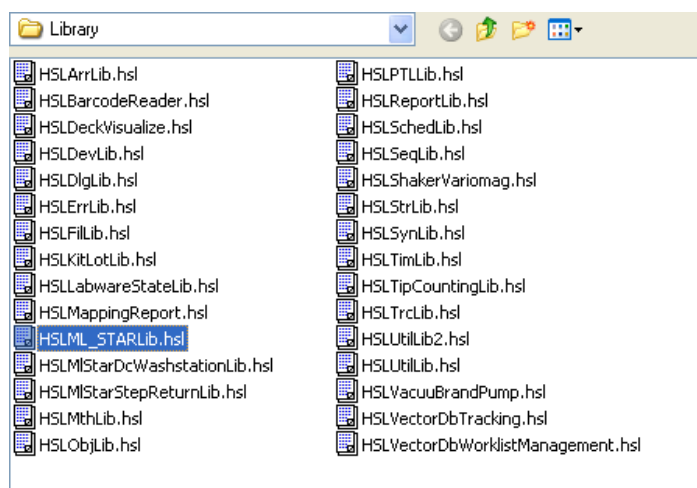 Library
HSLArrLib.hsl
HSLBarcodeReader.hsl
HSLDeckVisualize.hsl
HSLDevLib.hsl
HSLDlgLib.hsl
HSLErrLib.hsl
HSLFilLib.hsl
HSLKitLotLib.hsl
HSLLabwareStateLib.hsl
HSLMappingReport.hsl
HSLML_STARLib.hsl
HSLMlStarDcWashstationLib.hsl
HSLMlStarStepReturnLib.hsl
HSLMthLib.hsl
HSLObjLib.hsl
HSLPTLLib.hsl
HSLReportLib.hsl
HSLSchedLib.hsl
HSLSeqLib.hsl
HSLShakerVariomag.hsl
HSLStrLib.hsl
HSLSynLib.hsl
HSLTimLib.hsl
HSLTipCountingLib.hsl
HSLTrcLib.hsl
HSLUtilLib2.hsl
HSLUtilLib.hsl
HSLVacuuBrandPump.hsl
HSLVectorDbTracking.hsl
HSLVectorDbWorklistManagement.hsl